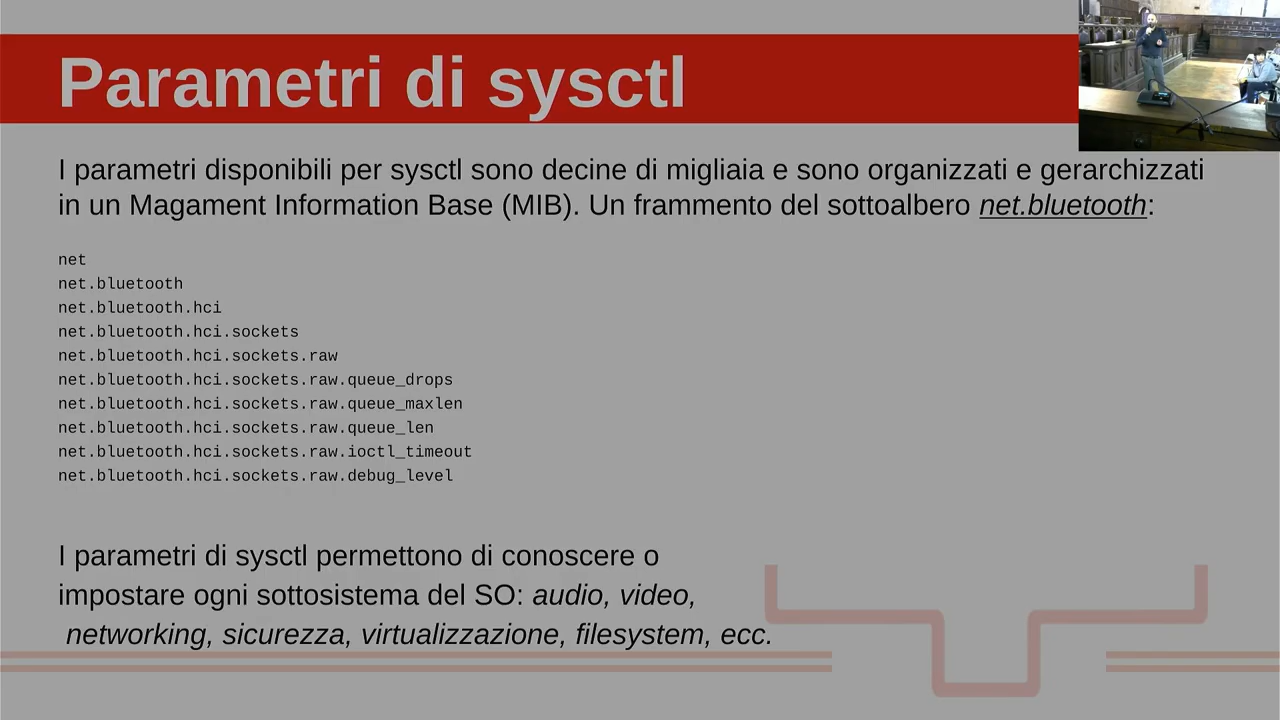 Parametri di sysctl
I parametri disponibili per sysctl sono decine di migliaia e sono organizzati e gerarchizzati
in un Magament Information Base (MIB). Un frammento del sottoalbero net.bluetooth:
net
net.bluetooth
net.bluetooth.hci
net.bluetooth.hci.sockets
net.bluetooth.hci.sockets.raw
net.bluetooth.hci.sockets.raw.queue_drops
net.bluetooth.hci.sockets.raw.queue_maxlen
net.bluetooth.hci.sockets.raw.queue_len
net.bluetooth.hci.sockets.raw.ioctl_timeout
net.bluetooth.hci.sockets.raw.debug_level
I parametri di sysctl permettono di conoscere o
impostare ogni sottosistema del SO: audio, video,
networking, sicurezza, virtualizzazione, filesystem, ecc.